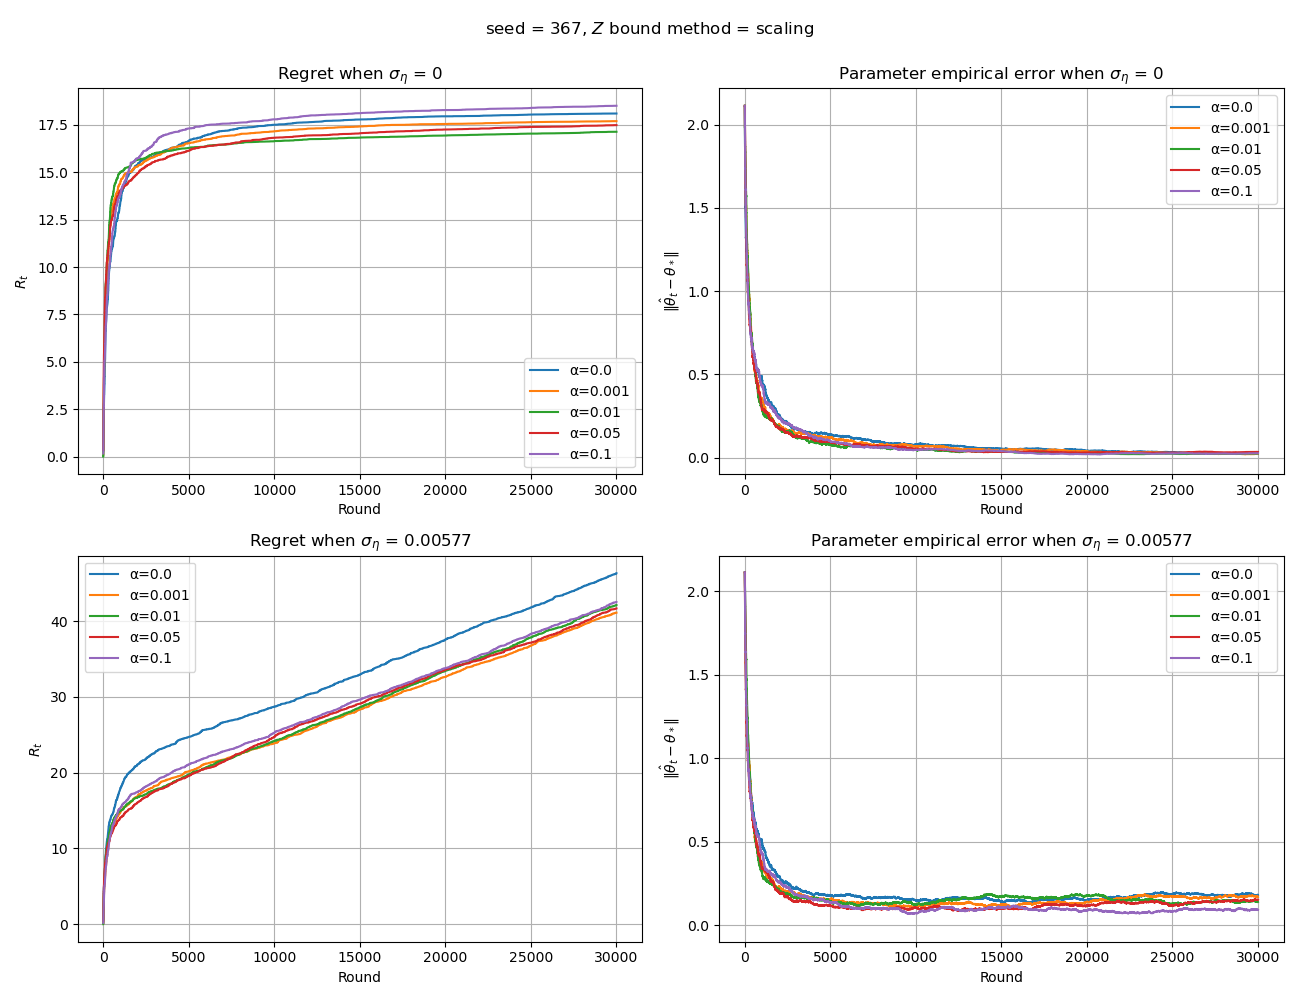 seed = 367, Z bound method = scaling
Regret when σ_η = 0
R_t
17.5
15.0
12.5
10.0
7.5
5.0
2.5
0.0
0 5000 10000 15000 20000 25000 30000
Round
α=0.0
α=0.001
α=0.01
α=0.05
α=0.1
Parameter empirical error when σ_η = 0
‖θ̂_t − θ_*‖
2.0
1.5
1.0
0.5
0.0
0 5000 10000 15000 20000 25000 30000
Round
α=0.0
α=0.001
α=0.01
α=0.05
α=0.1
Regret when σ_η = 0.00577
R_t
40
30
20
10
0
0 5000 10000 15000 20000 25000 30000
Round
α=0.0
α=0.001
α=0.01
α=0.05
α=0.1
Parameter empirical error when σ_η = 0.00577
‖θ̂_t − θ_*‖
2.0
1.5
1.0
0.5
0.0
0 5000 10000 15000 20000 25000 30000
Round
α=0.0
α=0.001
α=0.01
α=0.05
α=0.1